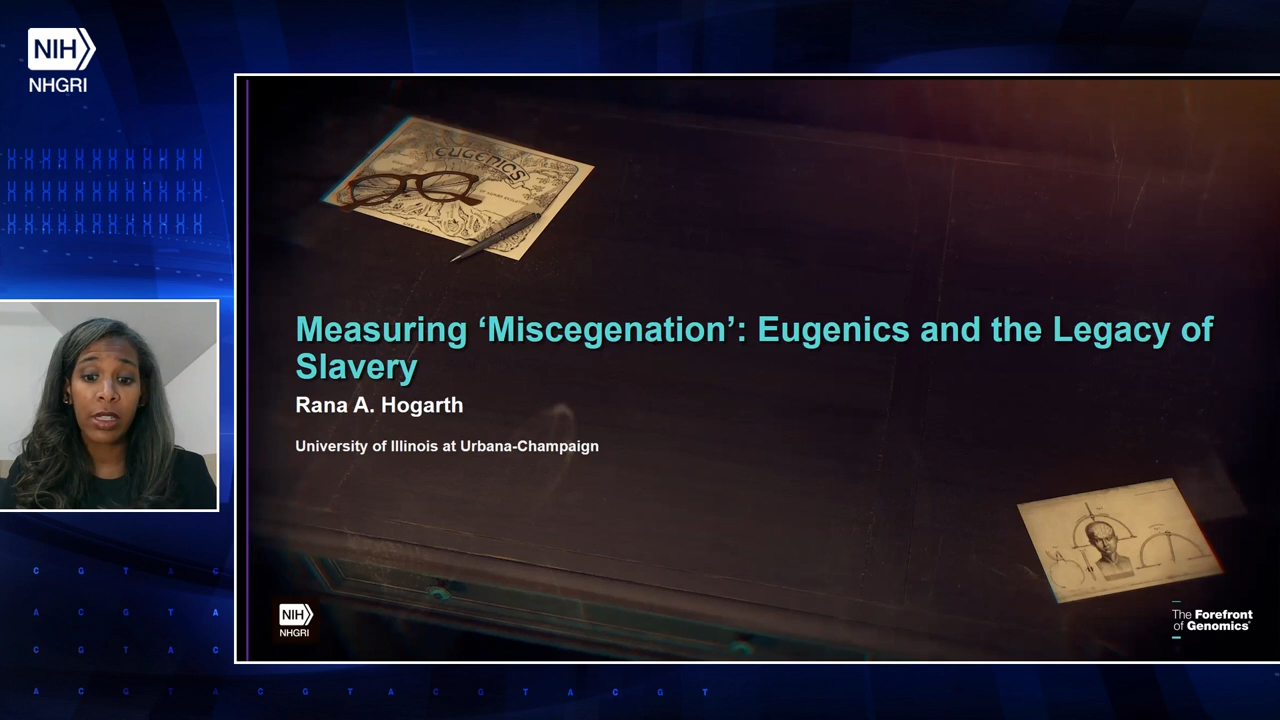 NIH
NHGRI
EUGENICS
Measuring ‘Miscegenation’: Eugenics and the Legacy of
Slavery
Rana A. Hogarth
University of Illinois at Urbana-Champaign
NIH
NHGRI
The Forefront
of Genomics®
C G T A C
A C G T A
C G T A C
A C G T A C G T A C G T A C G T